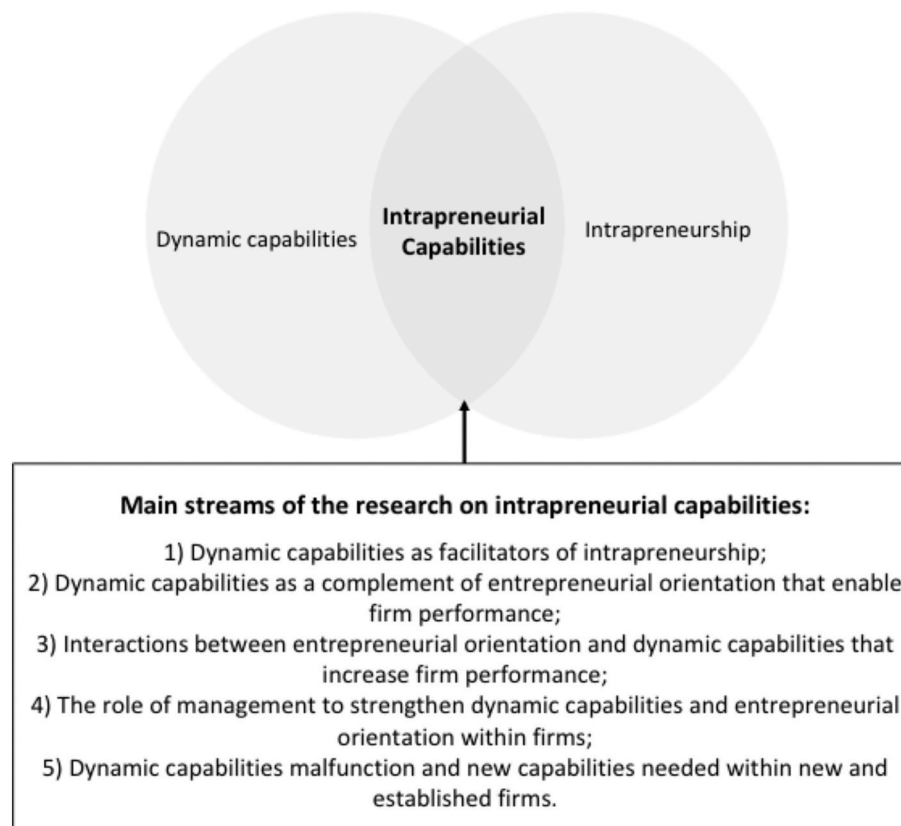 Dynamic capabilities
Intrapreneurial
Capabilities
Intrapreneurship
Main streams of the research on intrapreneurial capabilities:
1) Dynamic capabilities as facilitators of intrapreneurship;
2) Dynamic capabilities as a complement of entrepreneurial orientation that enable
firm performance;
3) Interactions between entrepreneurial orientation and dynamic capabilities that
increase firm performance;
4) The role of management to strengthen dynamic capabilities and entrepreneurial
orientation within firms;
5) Dynamic capabilities malfunction and new capabilities needed within new and
established firms.